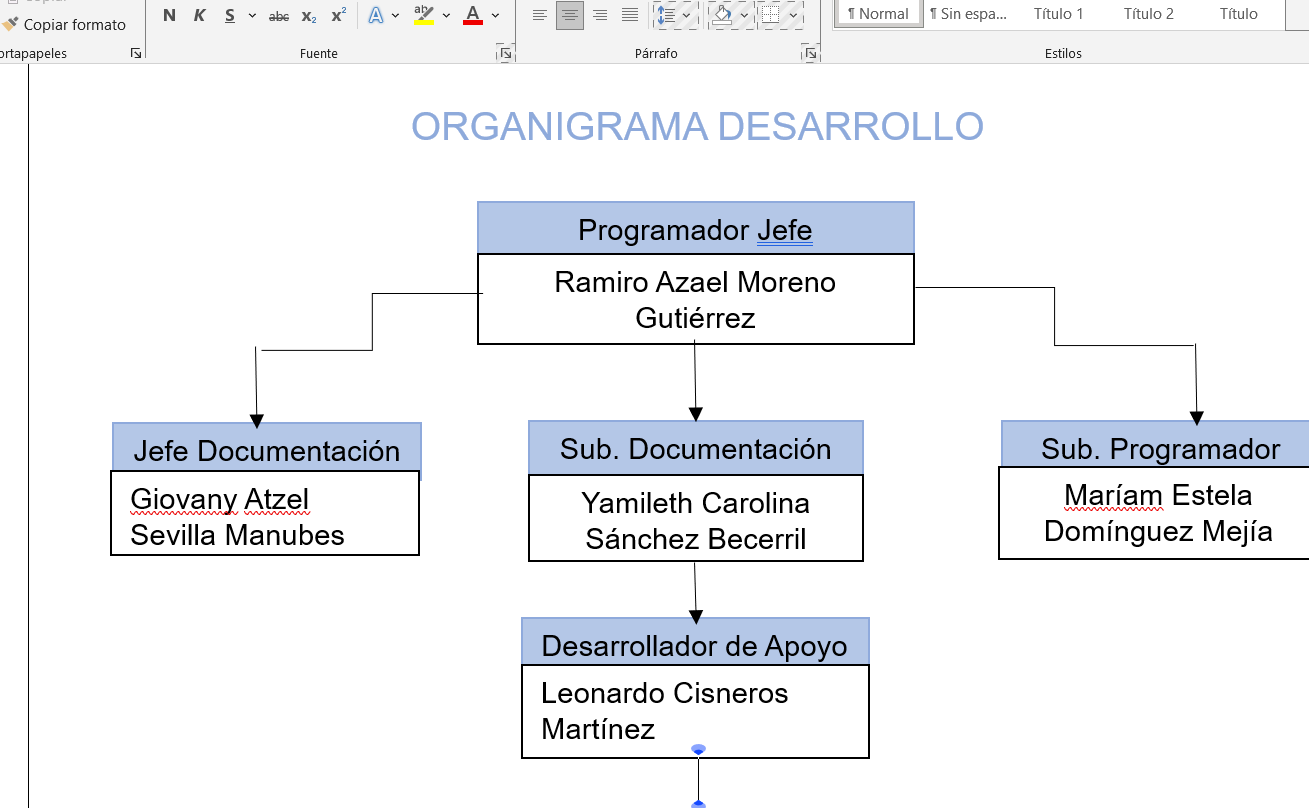 Copiar formato
N K S abc x₂ x² A ab A
¶ Normal
¶ Sin espa...
Título 1
Título 2
Título
ortapapeles
Fuente
Párrafo
Estilos
ORGANIGRAMA DESARROLLO
Programador Jefe
Ramiro Azael Moreno
Gutiérrez
Jefe Documentación
Giovany Atzel
Sevilla Manubes
Sub. Documentación
Yamileth Carolina
Sánchez Becerril
Sub. Programador
Maríam Estela
Domínguez Mejía
Desarrollador de Apoyo
Leonardo Cisneros
Martínez